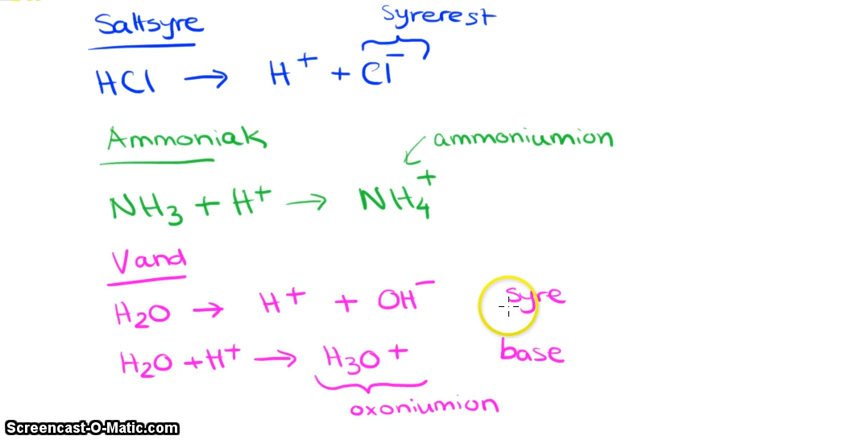 Saltsyre
Syrerest
HCl → H⁺ + Cl⁻
Ammoniak
ammoniumion
NH₃ + H⁺ → NH₄⁺
Vand
H₂O → H⁺ + OH⁻ syre
H₂O + H⁺ → H₃O+ base
oxoniumion
Screencast-O-Matic.com